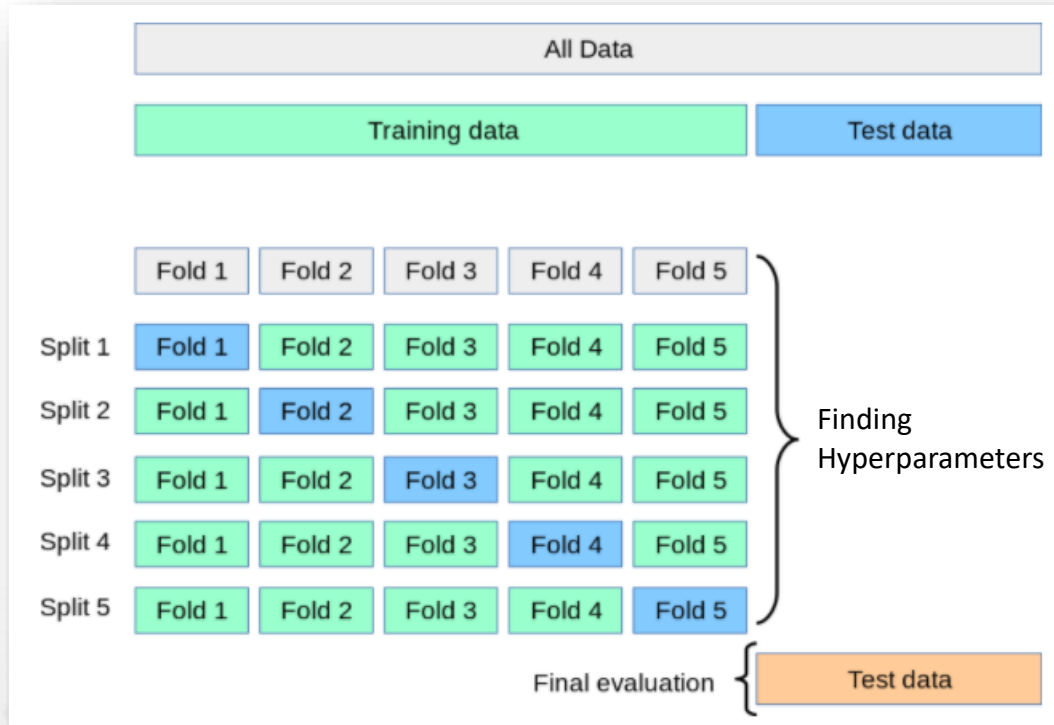 All Data
Training data Test data
Fold 1 Fold 2 Fold 3 Fold 4 Fold 5
Split 1 Fold 1 Fold 2 Fold 3 Fold 4 Fold 5
Split 2 Fold 1 Fold 2 Fold 3 Fold 4 Fold 5
Split 3 Fold 1 Fold 2 Fold 3 Fold 4 Fold 5
Split 4 Fold 1 Fold 2 Fold 3 Fold 4 Fold 5
Split 5 Fold 1 Fold 2 Fold 3 Fold 4 Fold 5
Finding
Hyperparameters
Final evaluation Test data